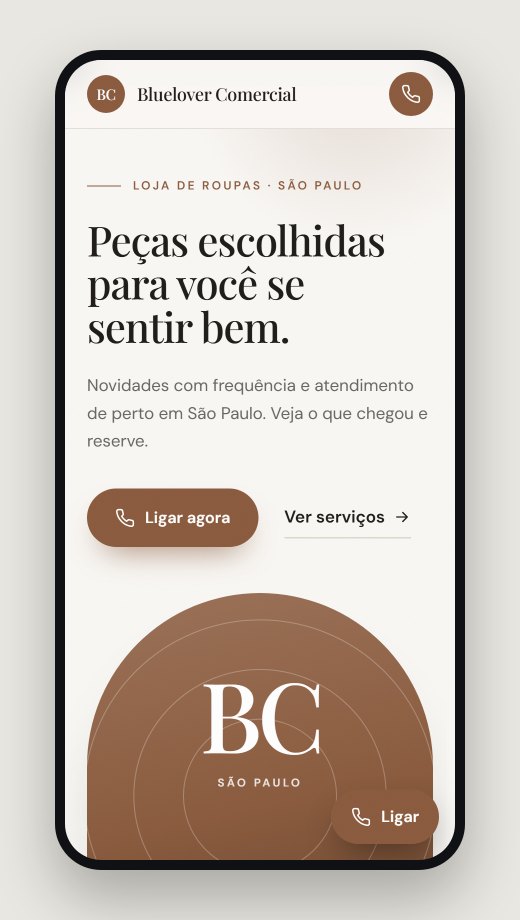 BC Bluelover Comercial
LOJA DE ROUPAS · SÃO PAULO
Peças escolhidas
para você se
sentir bem.
Novidades com frequência e atendimento
de perto em São Paulo. Veja o que chegou e
reserve.
Ligar agora
Ver serviços →
BC
SÃO PAULO
Ligar